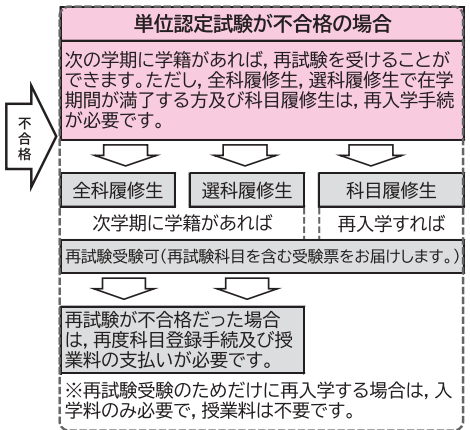 単位認定試験が不合格の場合
次の学期に学籍があれば，再試験を受けることが
できます。ただし，全科履修生，選科履修生で在学
期間が満了する方及び科目履修生は，再入学手続
が必要です。
不合格
全科履修生
選科履修生
科目履修生
次学期に学籍があれば
再入学すれば
再試験受験可（再試験科目を含む受験票をお届けします。）
再試験が不合格だった場合
は，再度科目登録手続及び授
業料の支払いが必要です。
※再試験受験のためだけに再入学する場合は，入
学料のみ必要で，授業料は不要です。